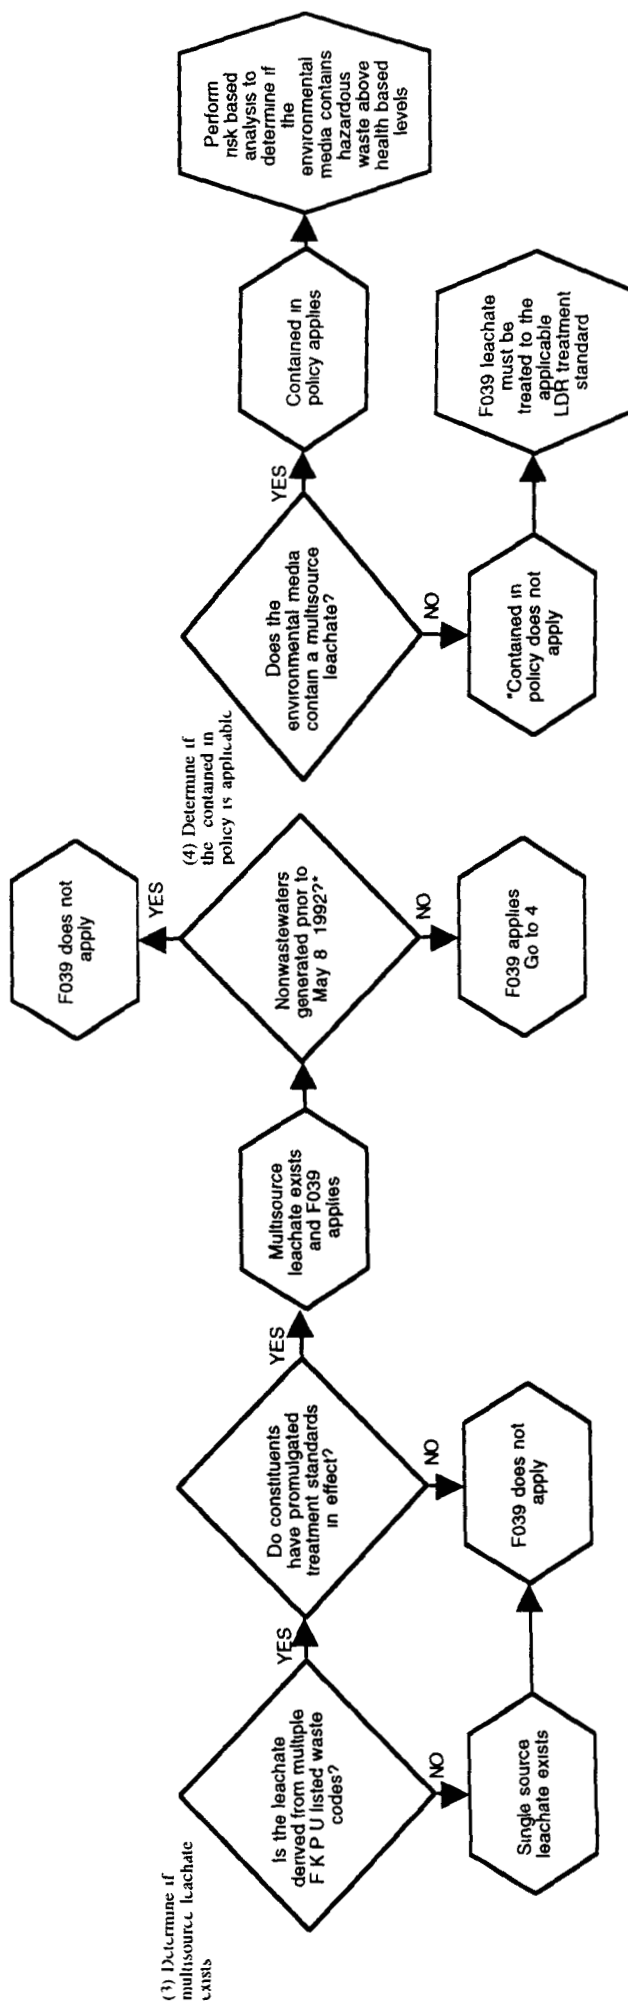 (3) Determine if
multisource leachate
exists
Is the leachate
derived from multiple
F K P U listed waste
codes?
YES
NO
Single source
leachate exists
Do constituents
have promulgated
treatment standards
in effect?
YES
NO
F039 does not
apply
Multisource
leachate exists
and F039
applies
Nonwastewaters
generated prior to
May 8 1992?*
YES
F039 does not
apply
NO
F039 applies
Go to 4
(4) Determine if
the contained in
policy is applicable
Does the
environmental media
contain a multisource
leachate?
YES
Contained in
policy applies
Perform
risk based
analysis to
determine if
the
environmental
media contains
hazardous
waste above
health based
levels
NO
"Contained in
policy does not
apply
F039 leachate
must be
treated to the
applicable
LDR treatment
standard